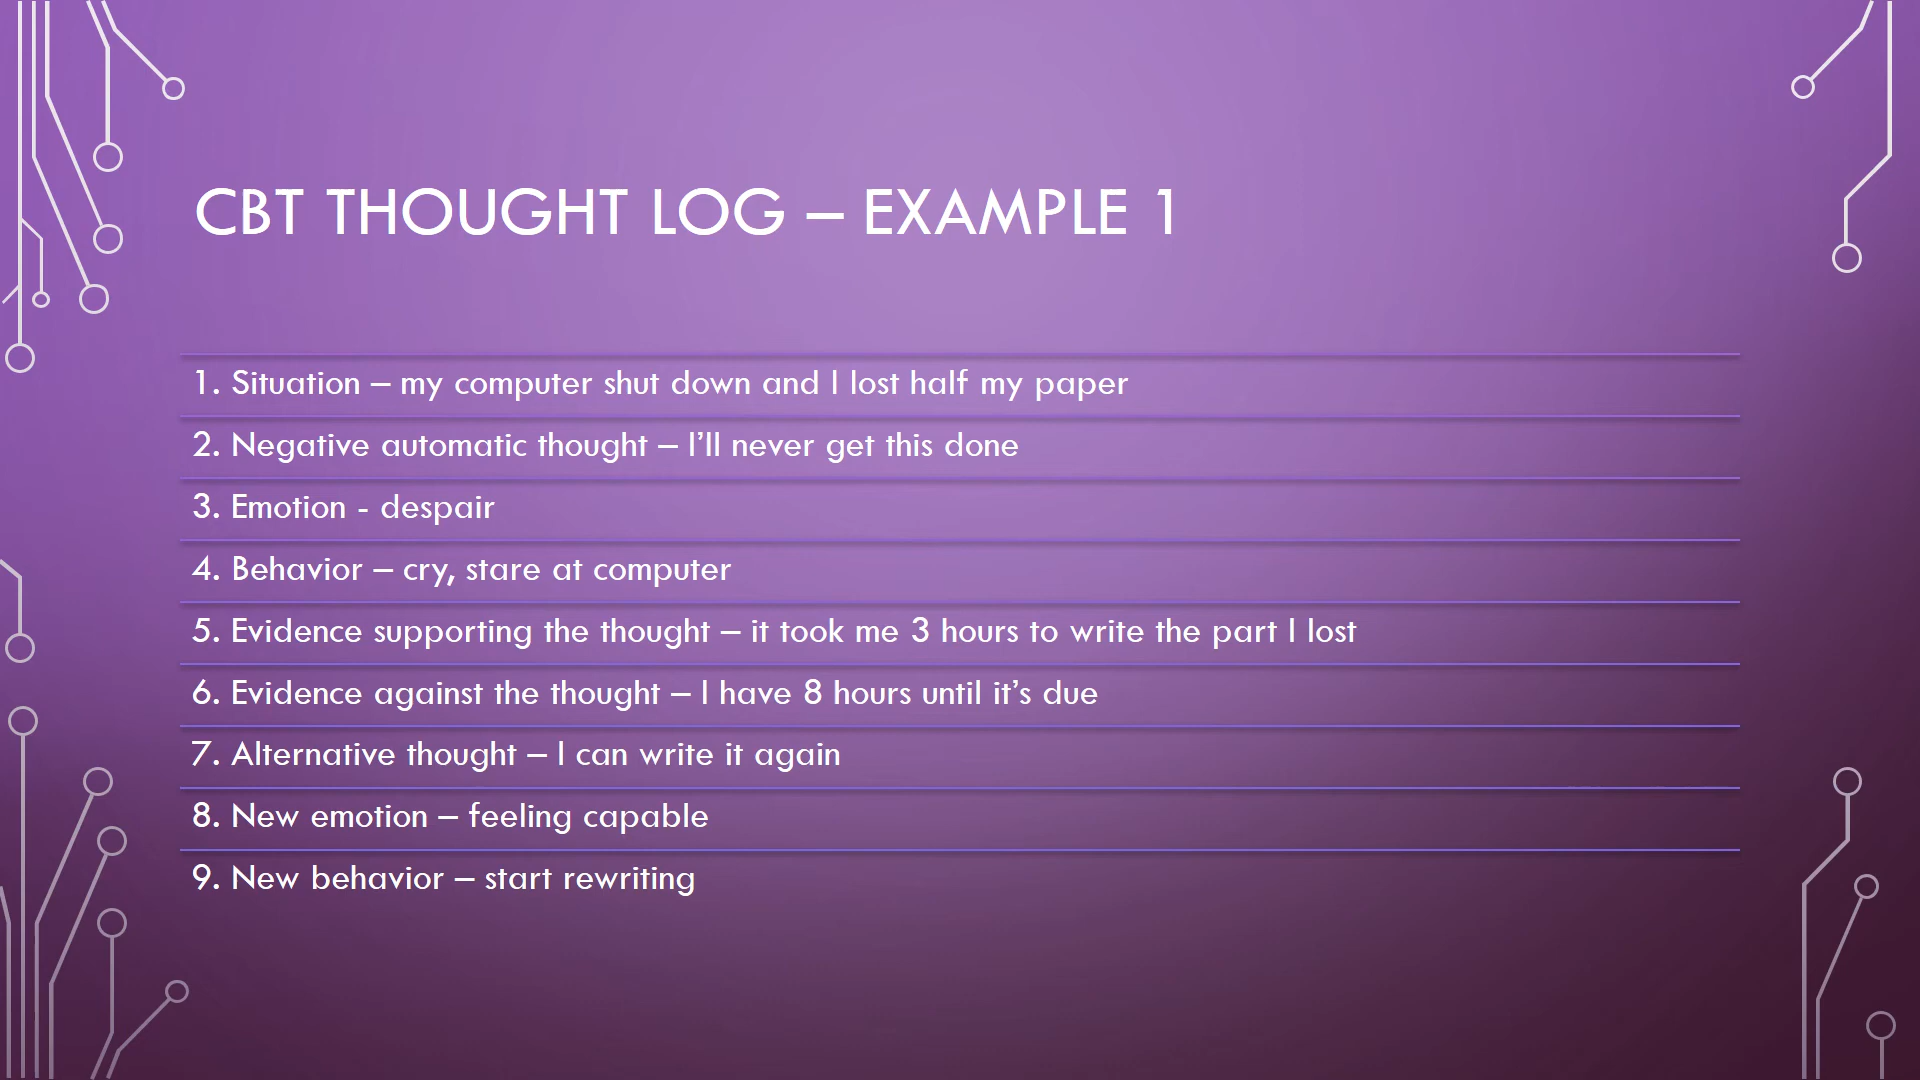 CBT THOUGHT LOG – EXAMPLE 1
1. Situation – my computer shut down and I lost half my paper
2. Negative automatic thought – I’ll never get this done
3. Emotion - despair
4. Behavior – cry, stare at computer
5. Evidence supporting the thought – it took me 3 hours to write the part I lost
6. Evidence against the thought – I have 8 hours until it’s due
7. Alternative thought – I can write it again
8. New emotion – feeling capable
9. New behavior – start rewriting